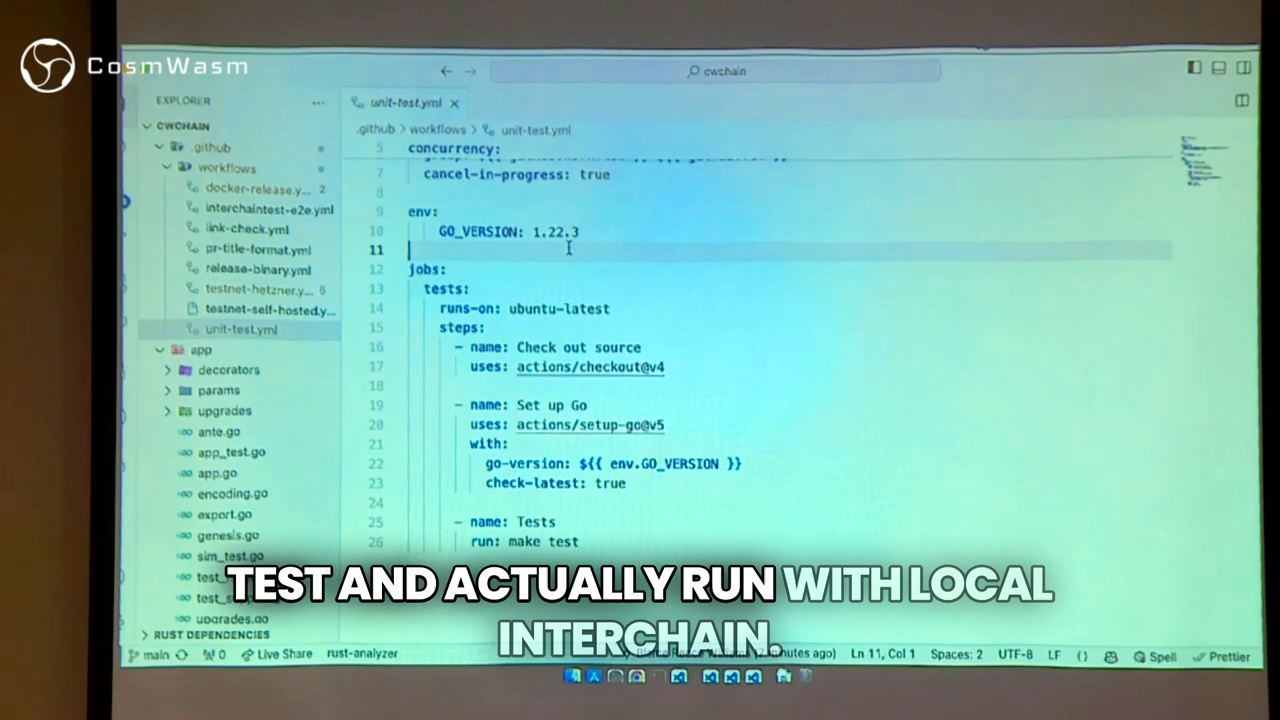 CosmWasm
cwchain
EXPLORER
unit-test.yml
CWCHAIN
.github > workflows > unit-test.yml
.github
workflows
docker-release.y... 2
interchaintest-e2e.yml
link-check.yml
pr-title-format.yml
release-binary.yml
testnet-hetzner.y... 5
testnet-self-hosted.y...
unit-test.yml
app
decorators
params
upgrades
ante.go
app_test.go
app.go
encoding.go
export.go
genesis.go
sim_test.go
test_
test_
upgrades.go
RUST DEPENDENCIES
5 concurrency:
7 cancel-in-progress: true
8
9 env:
10 GO_VERSION: 1.22.3
11
12 jobs:
13 tests:
14 runs-on: ubuntu-latest
15 steps:
16 - name: Check out source
17 uses: actions/checkout@v4
18
19 - name: Set up Go
20 uses: actions/setup-go@v5
21 with:
22 go-version: ${{ env.GO_VERSION }}
23 check-latest: true
24
25 - name: Tests
26 run: make test
TEST AND ACTUALLY RUN WITH LOCAL
INTERCHAIN.
main 0 Live Share rust-analyzer minutes ago) Ln 11, Col 1 Spaces: 2 UTF-8 LF {} Spell Prettier